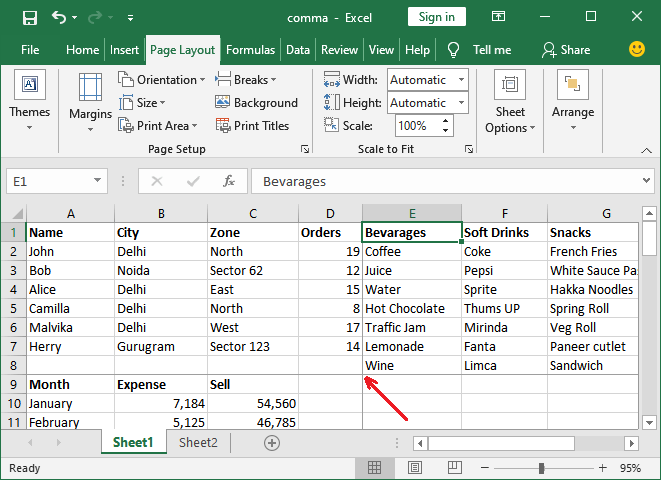 comma - Excel
Sign in
File Home Insert Page Layout Formulas Data Review View Help Tell me Share
Themes
Margins
Orientation
Size
Print Area
Breaks
Background
Print Titles
Page Setup
Width: Automatic
Height: Automatic
Scale: 100%
Scale to Fit
Sheet Options
Arrange
E1 fx Bevarages
A B C D E F G
1 Name City Zone Orders Bevarages Soft Drinks Snacks
2 John Delhi North 19 Coffee Coke French Fries
3 Bob Noida Sector 62 12 Juice Pepsi White Sauce Pa
4 Alice Delhi East 15 Water Sprite Hakka Noodles
5 Camilla Delhi North 8 Hot Chocolate Thums UP Spring Roll
6 Malvika Delhi West 17 Traffic Jam Mirinda Veg Roll
7 Herry Gurugram Sector 123 14 Lemonade Fanta Paneer cutlet
8 Wine Limca Sandwich
9 Month Expense Sell
10 January 7,184 54,560
11 February 5,125 46,785
Sheet1 Sheet2
Ready 95%